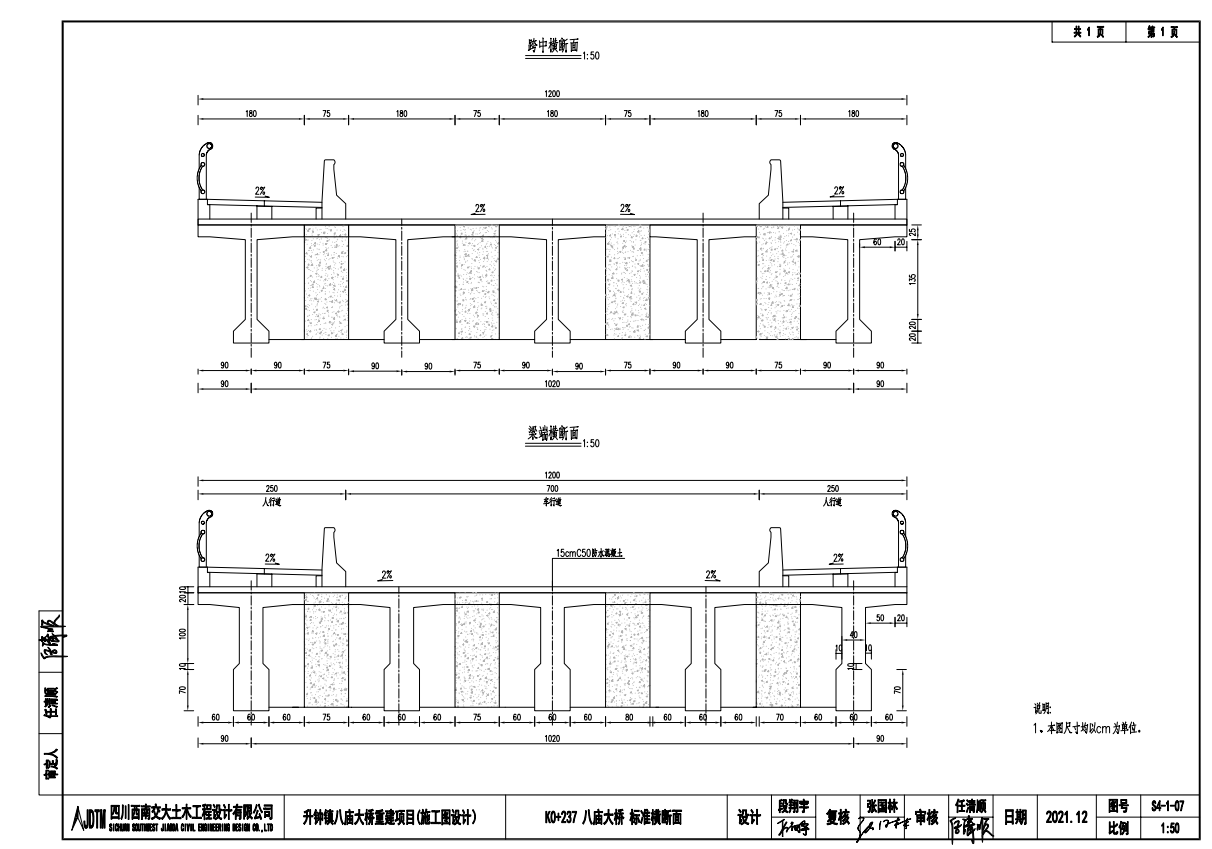 共 1 页 第 1 页
跨中横断面 1:50
1200
180 75 180 75 180 75 180 75 180
2% 2% 2% 2%
60 20
25
135
20
20
90 90 75 90 90 75 90 90 75 90 90 75 90 90
90 1020 90
梁端横断面 1:50
1200
250 700 250
人行道 车行道 人行道
15cmC50防水混凝土
2% 2% 2% 2%
10
20
100
10
70
50 20
40
10 10
10
70
60 60 60 75 60 60 60 75 60 60 60 80 60 60 60 70 60 60 60
90 1020 90
说明:
1、本图尺寸均以cm为单位。
审定人 任清顺
JDTM 四川西南交大土木工程设计有限公司
SICHUAN SOUTHWEST JIAODA CIVIL ENGINEERING DESIGN CO.,LTD
升钟镇八庙大桥重建项目(施工图设计)
K0+237 八庙大桥 标准横断面
设计 段翔宇 复核 张国林 审核 任清顺 日期 2021.12
图号 S4-1-07
比例 1:50